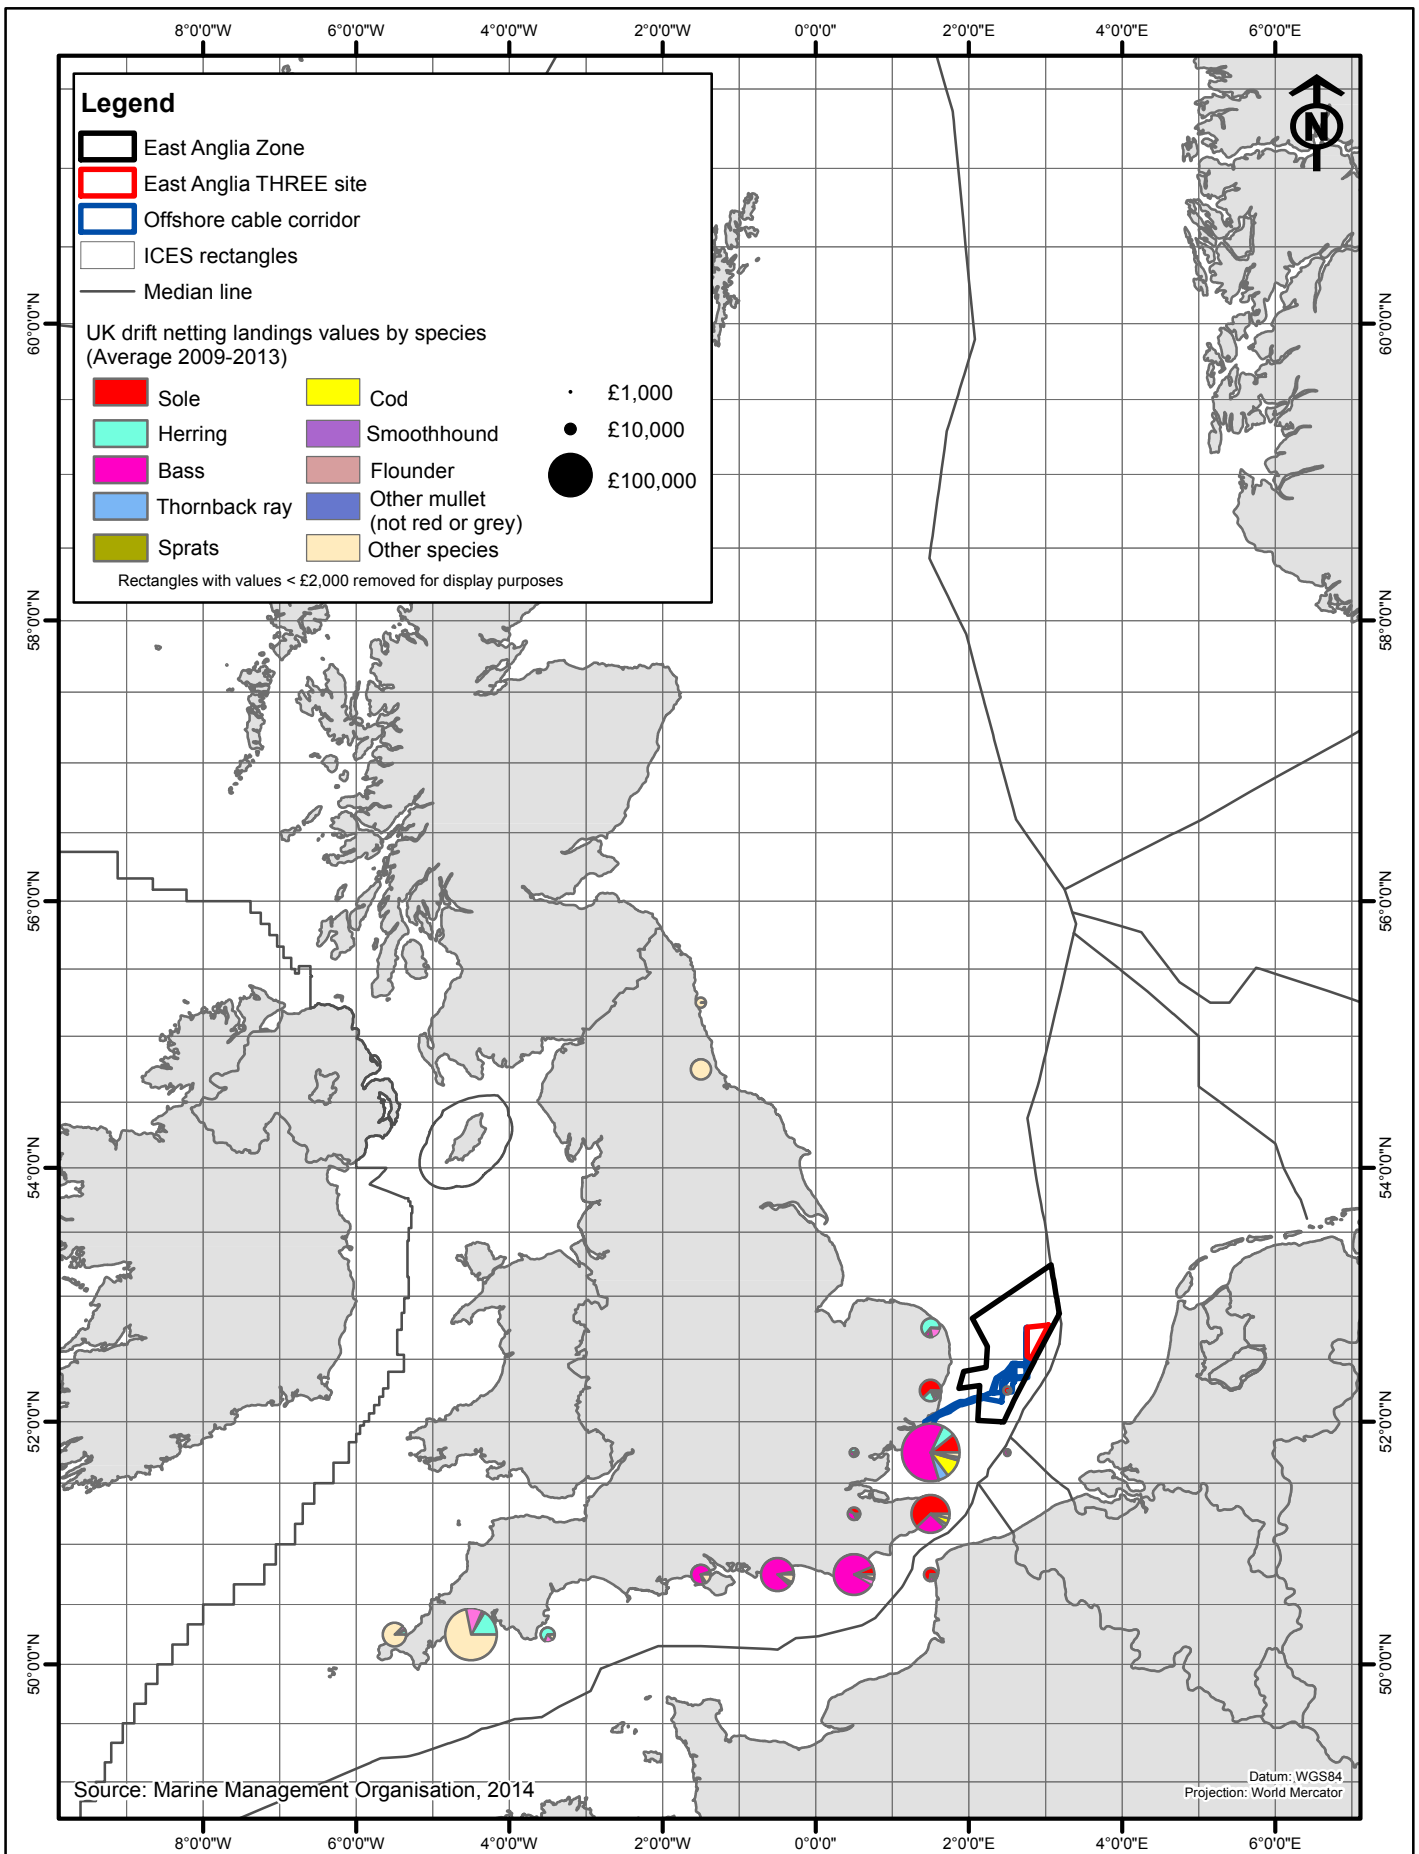 8°0'0"W 6°0'0"W 4°0'0"W 2°0'0"W 0°0'0" 2°0'0"E 4°0'0"E 6°0'0"E
N
Legend
East Anglia Zone
East Anglia THREE site
Offshore cable corridor
ICES rectangles
Median line
UK drift netting landings values by species
(Average 2009-2013)
Sole
Herring
Bass
Thornback ray
Sprats
Cod
Smoothhound
Flounder
Other mullet
(not red or grey)
Other species
£1,000
£10,000
£100,000
Rectangles with values < £2,000 removed for display purposes
60°0'0"N
60°0'0"N
58°0'0"N
58°0'0"N
56°0'0"N
56°0'0"N
54°0'0"N
54°0'0"N
52°0'0"N
52°0'0"N
50°0'0"N
50°0'0"N
Source: Marine Management Organisation, 2014
Datum: WGS84
Projection: World Mercator
8°0'0"W 6°0'0"W 4°0'0"W 2°0'0"W 0°0'0" 2°0'0"E 4°0'0"E 6°0'0"E